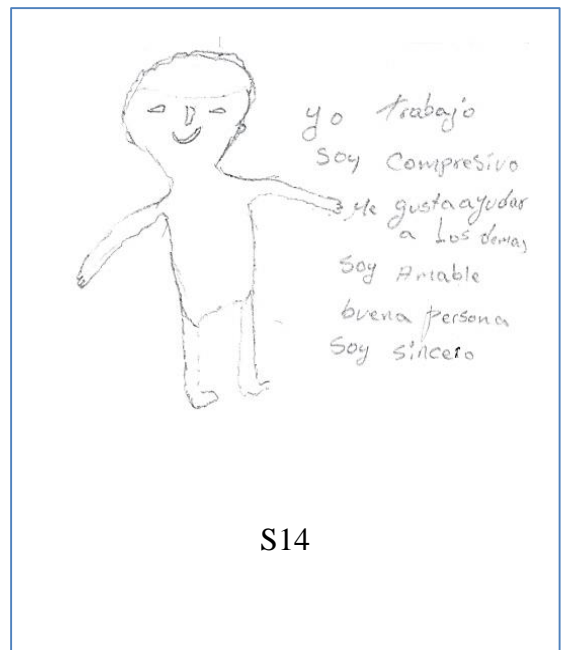 yo trabajo
Soy Compresivo
Me gusta ayudar
a Los demas
Soy Amable
buena persona
Soy sincero
S14